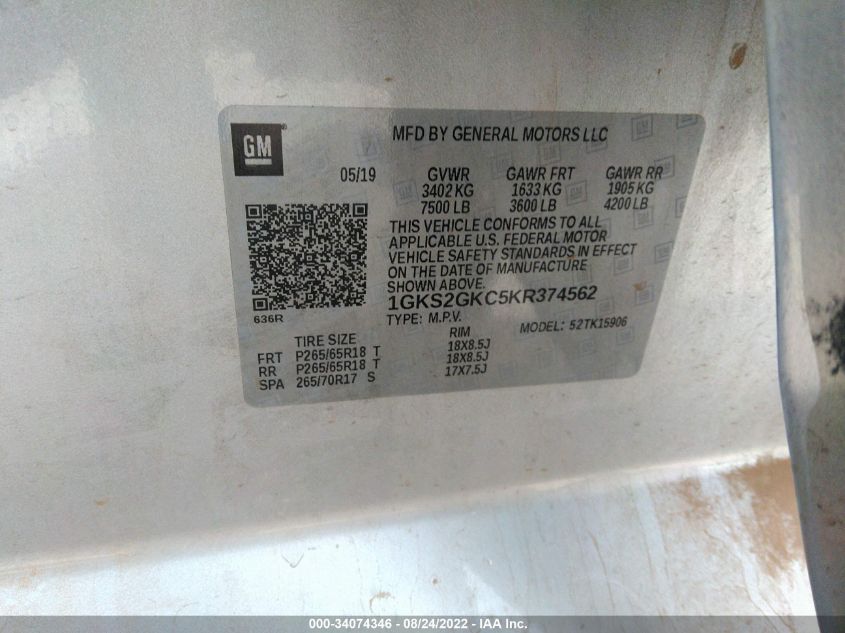 GM
MFD BY GENERAL MOTORS LLC
05/19 GVWR GAWR FRT GAWR RR
3402 KG 1633 KG 1905 KG
7500 LB 3600 LB 4200 LB
THIS VEHICLE CONFORMS TO ALL
APPLICABLE U.S. FEDERAL MOTOR
VEHICLE SAFETY STANDARDS IN EFFECT
ON THE DATE OF MANUFACTURE
SHOWN ABOVE.
1GKS2GKC5KR374562
636R
TYPE: M.P.V. MODEL: 52TK15906
TIRE SIZE RIM
FRT P265/65R18 T 18X8.5J
RR P265/65R18 T 18X8.5J
SPA 265/70R17 S 17X7.5J
000-34074346 - 08/24/2022 - IAA Inc.